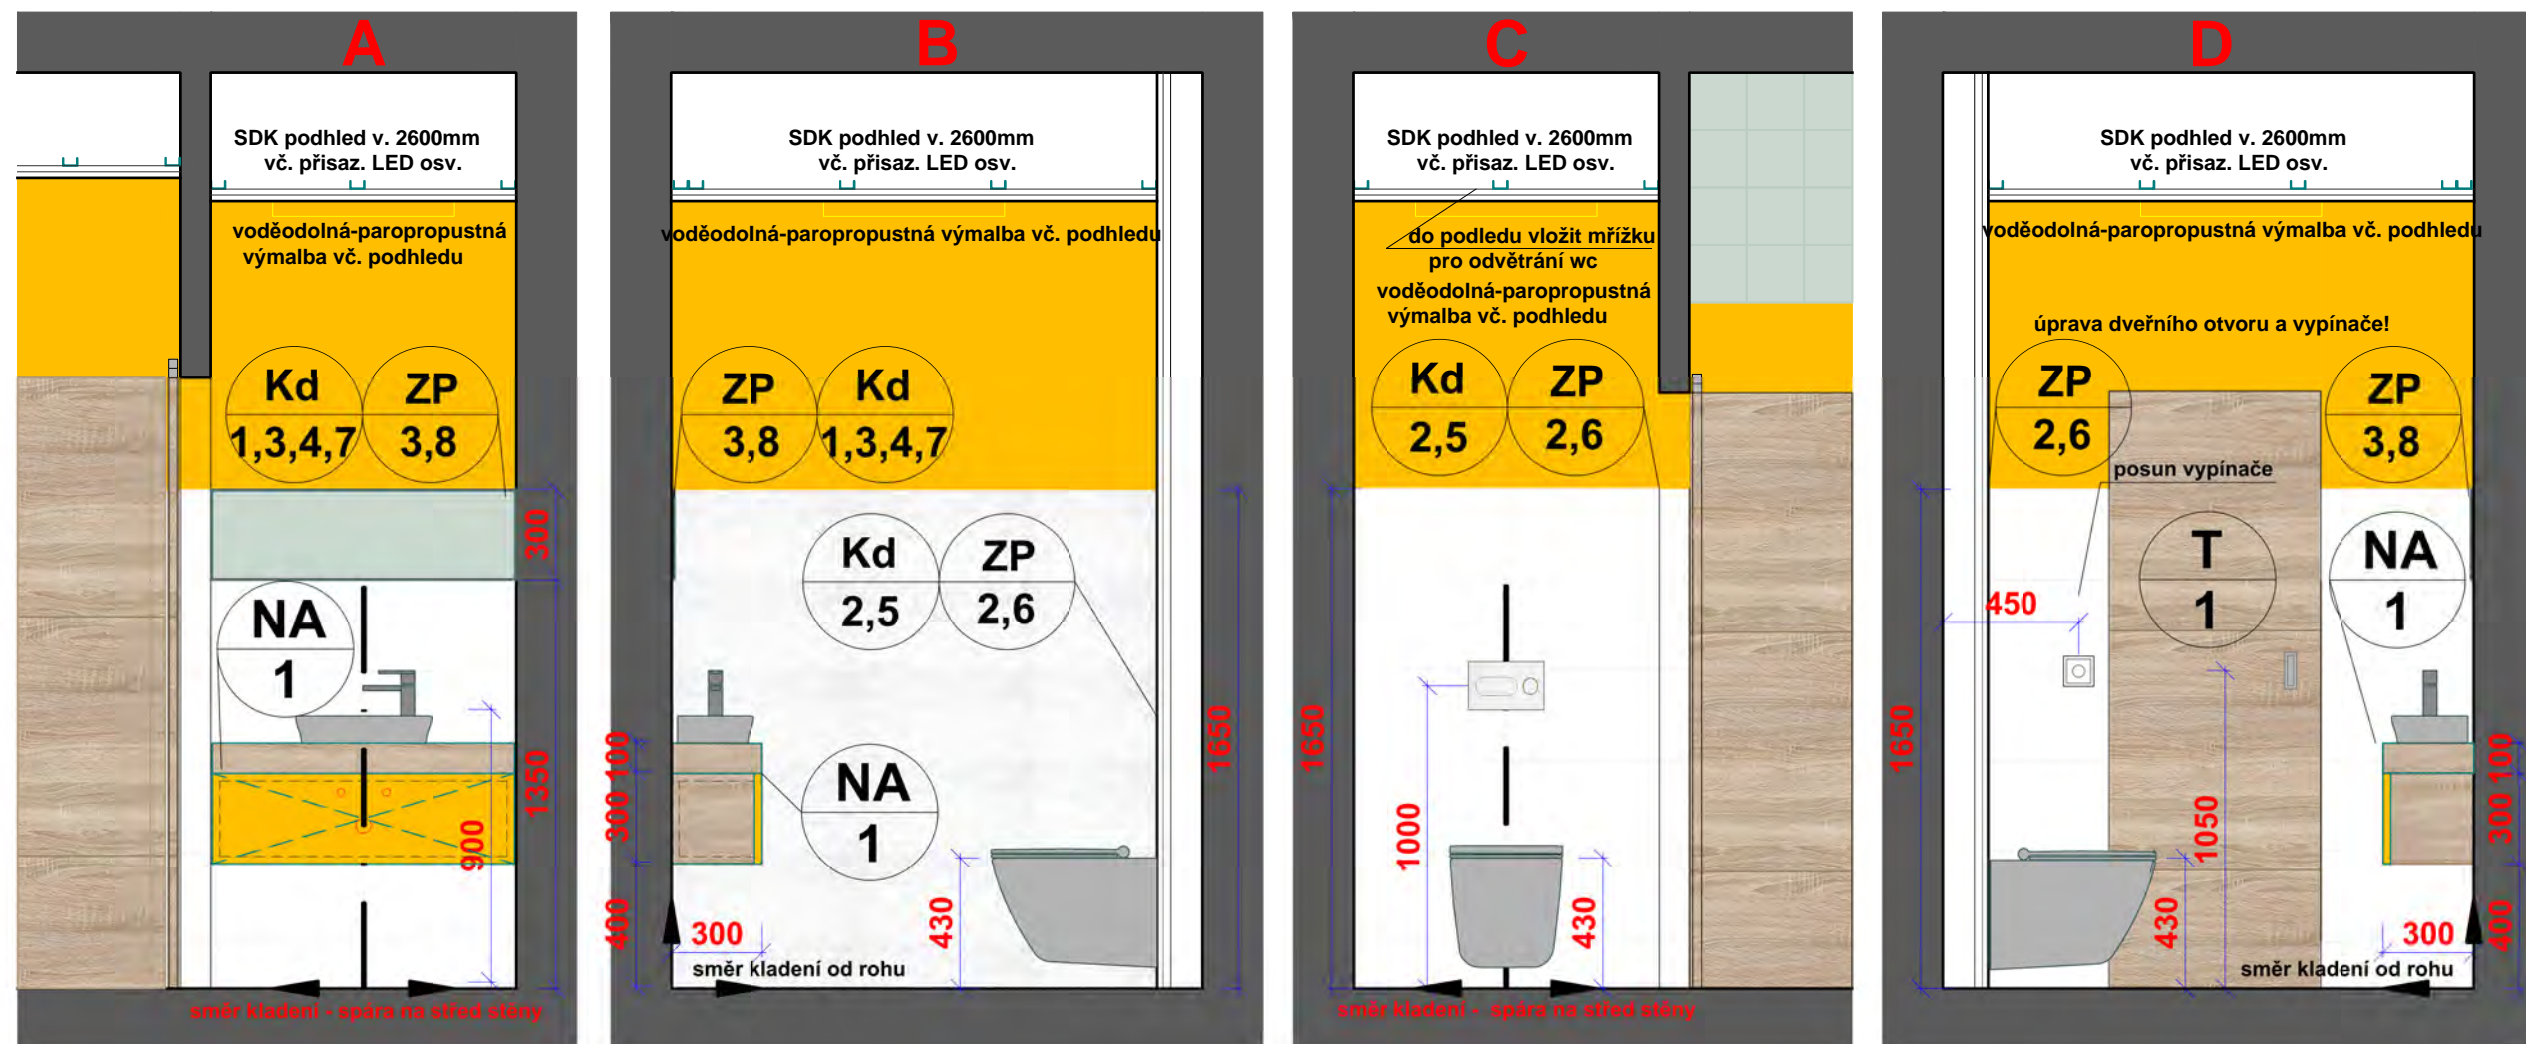 A
SDK podhled v. 2600mm
vč. přisaz. LED osv.
voděodolná-paropropustná
výmalba vč. podhledu
Kd
1,3,4,7
ZP
3,8
300
NA
1
1350
900
směr kladení - spára na střed stěny
B
SDK podhled v. 2600mm
vč. přisaz. LED osv.
voděodolná-paropropustná výmalba vč. podhledu
ZP
3,8
Kd
1,3,4,7
Kd
2,5
ZP
2,6
1650
100
300
NA
1
400
300
430
směr kladení od rohu
C
SDK podhled v. 2600mm
vč. přisaz. LED osv.
do podledu vložit mřížku
pro odvětrání wc
voděodolná-paropropustná
výmalba vč. podhledu
Kd
2,5
ZP
2,6
1650
1000
430
směr kladení - spára na střed stěny
D
SDK podhled v. 2600mm
vč. přisaz. LED osv.
voděodolná-paropropustná výmalba vč. podhledu
úprava dveřního otvoru a vypínače!
ZP
2,6
ZP
3,8
posun vypínače
T
1
NA
1
450
1650
1050
100
300
430
300
400
směr kladení od rohu